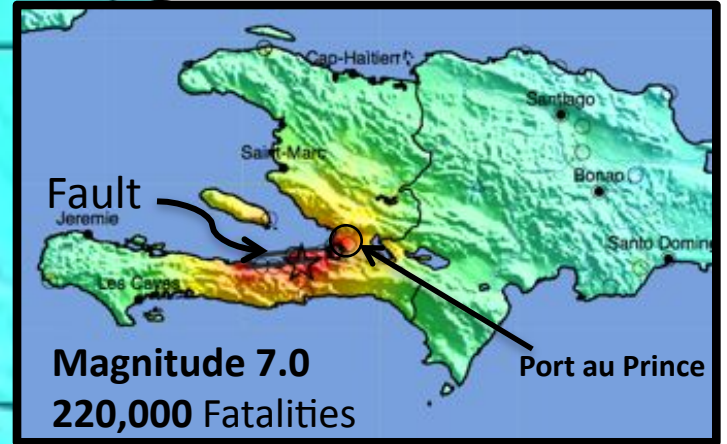 Cap-Haïtien
Santiago
Saint-Marc
Bonao
Fault
Jeremie
Santo Doming
Les Cayes
Magnitude 7.0
Port au Prince
220,000 Fatalities